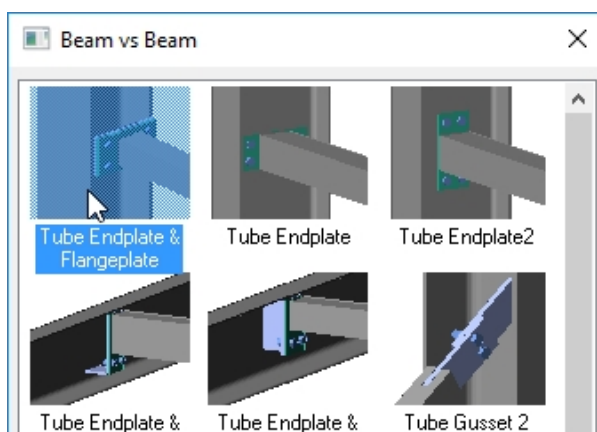 Beam vs Beam
Tube Endplate &
Flangeplate
Tube Endplate
Tube Endplate2
Tube Endplate &
Tube Endplate &
Tube Gusset 2